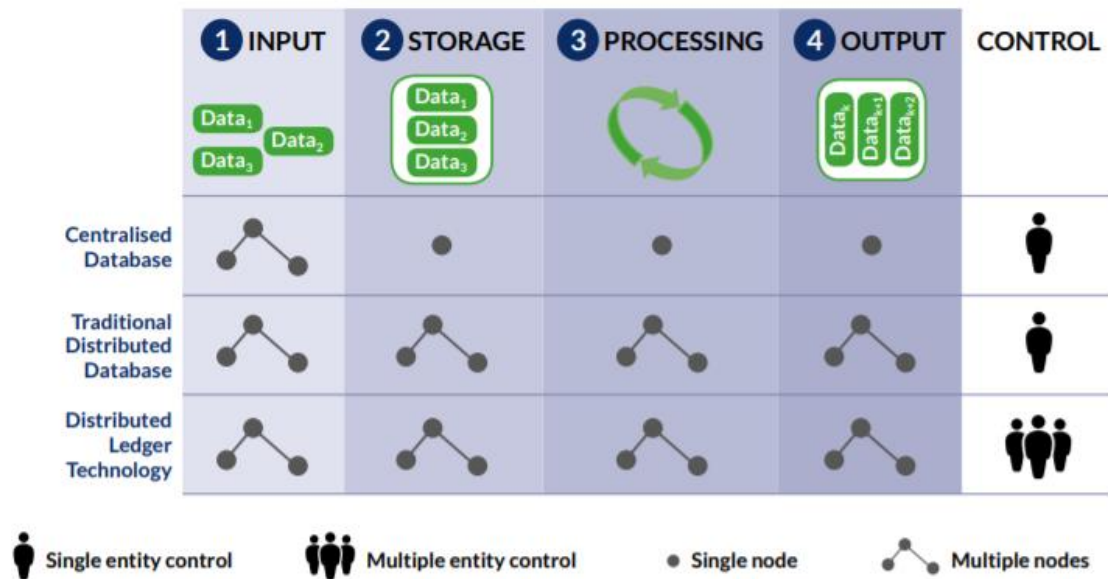 1 INPUT
2 STORAGE
3 PROCESSING
4 OUTPUT
CONTROL
Data₁
Data₂
Data₃
Data₁
Data₂
Data₃
Dataₖ
Dataₖ₊₁
Dataₖ₊₂
Centralised
Database
Traditional
Distributed
Database
Distributed
Ledger
Technology
Single entity control
Multiple entity control
Single node
Multiple nodes